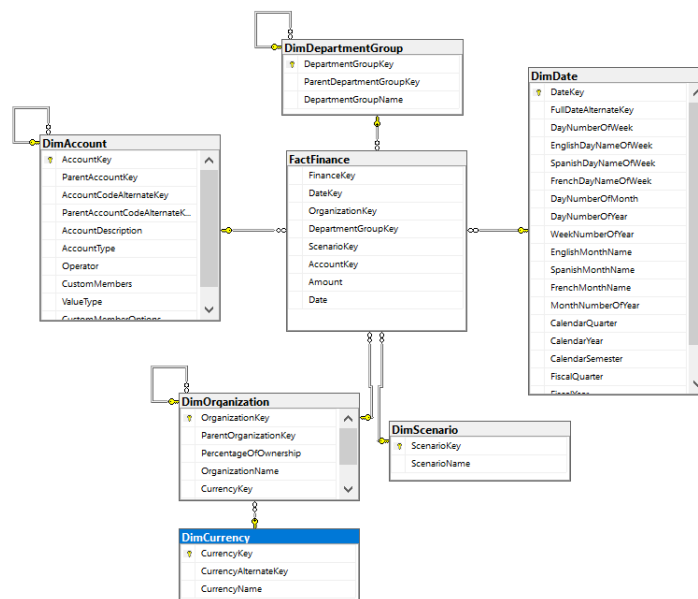 DimDepartmentGroup
DepartmentGroupKey
ParentDepartmentGroupKey
DepartmentGroupName
DimDate
DateKey
FullDateAlternateKey
DayNumberOfWeek
EnglishDayNameOfWeek
SpanishDayNameOfWeek
FrenchDayNameOfWeek
DayNumberOfMonth
DayNumberOfYear
WeekNumberOfYear
EnglishMonthName
SpanishMonthName
FrenchMonthName
MonthNumberOfYear
CalendarQuarter
CalendarYear
CalendarSemester
FiscalQuarter
FiscalYear
DimAccount
AccountKey
ParentAccountKey
AccountCodeAlternateKey
ParentAccountCodeAlternateK...
AccountDescription
AccountType
Operator
CustomMembers
ValueType
CustomMemberOptions
FactFinance
FinanceKey
DateKey
OrganizationKey
DepartmentGroupKey
ScenarioKey
AccountKey
Amount
Date
DimOrganization
OrganizationKey
ParentOrganizationKey
PercentageOfOwnership
OrganizationName
CurrencyKey
DimScenario
ScenarioKey
ScenarioName
DimCurrency
CurrencyKey
CurrencyAlternateKey
CurrencyName